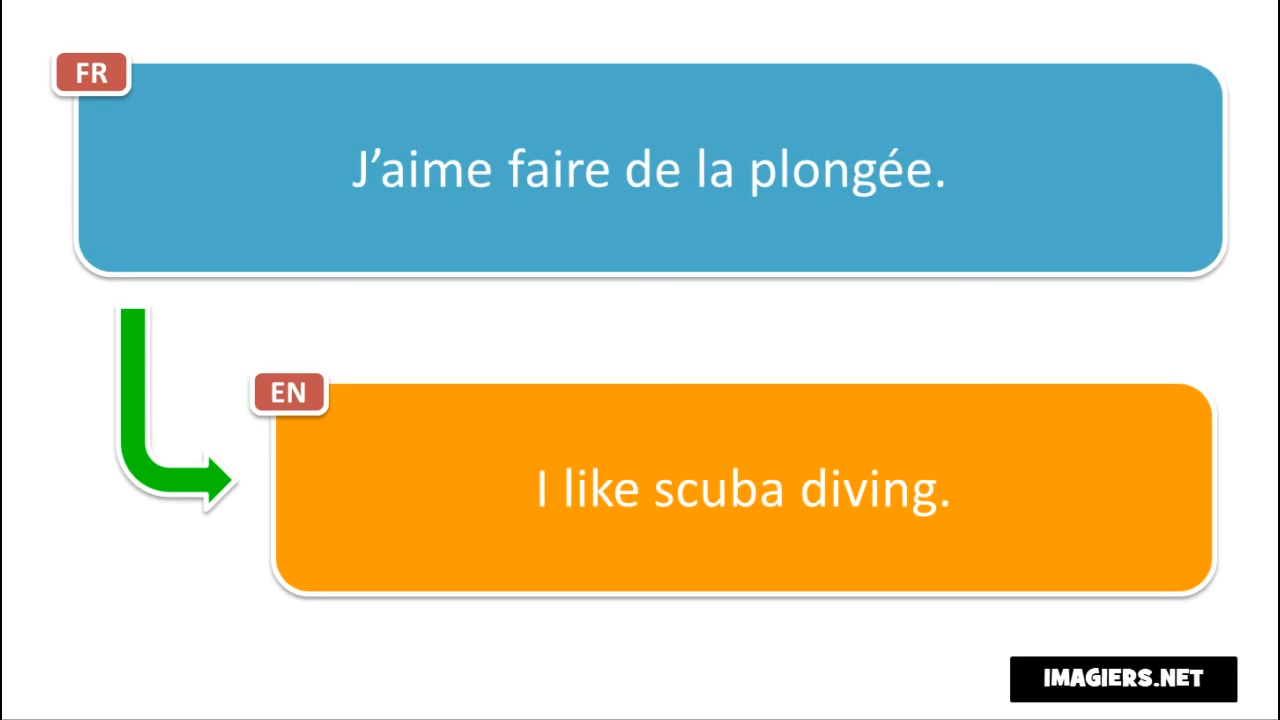 FR
J’aime faire de la plongée.
EN
I like scuba diving.
IMAGIERS.NET